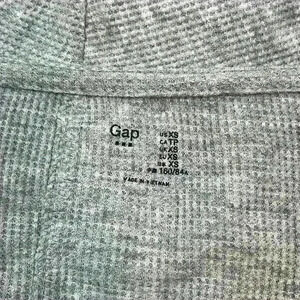 Gap
US XS
CA TP
UK XS
EU XS
XS
160/84A
MADE IN VIETNAM